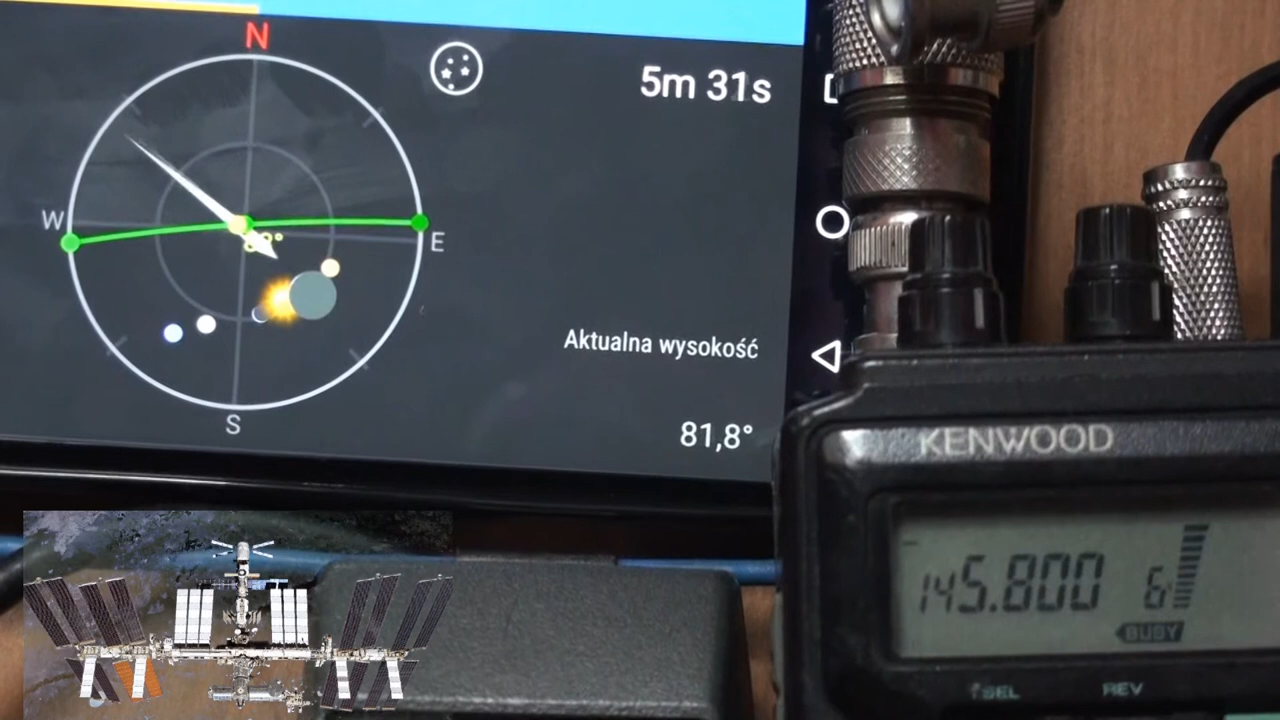 N
5m 31s
W
E
Aktualna wysokość
S
81,8°
KENWOOD
145.800 6
BUSY
SEL REV